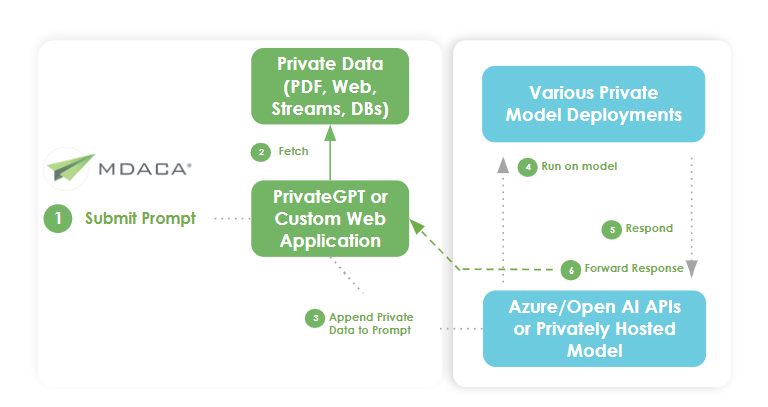 Private Data
(PDF, Web,
Streams, DBs)
2 Fetch
MDACA®
1 Submit Prompt
PrivateGPT or
Custom Web
Application
3 Append Private
Data to Prompt
Various Private
Model Deployments
4 Run on model
5 Respond
6 Forward Response
Azure/Open AI APIs
or Privately Hosted
Model